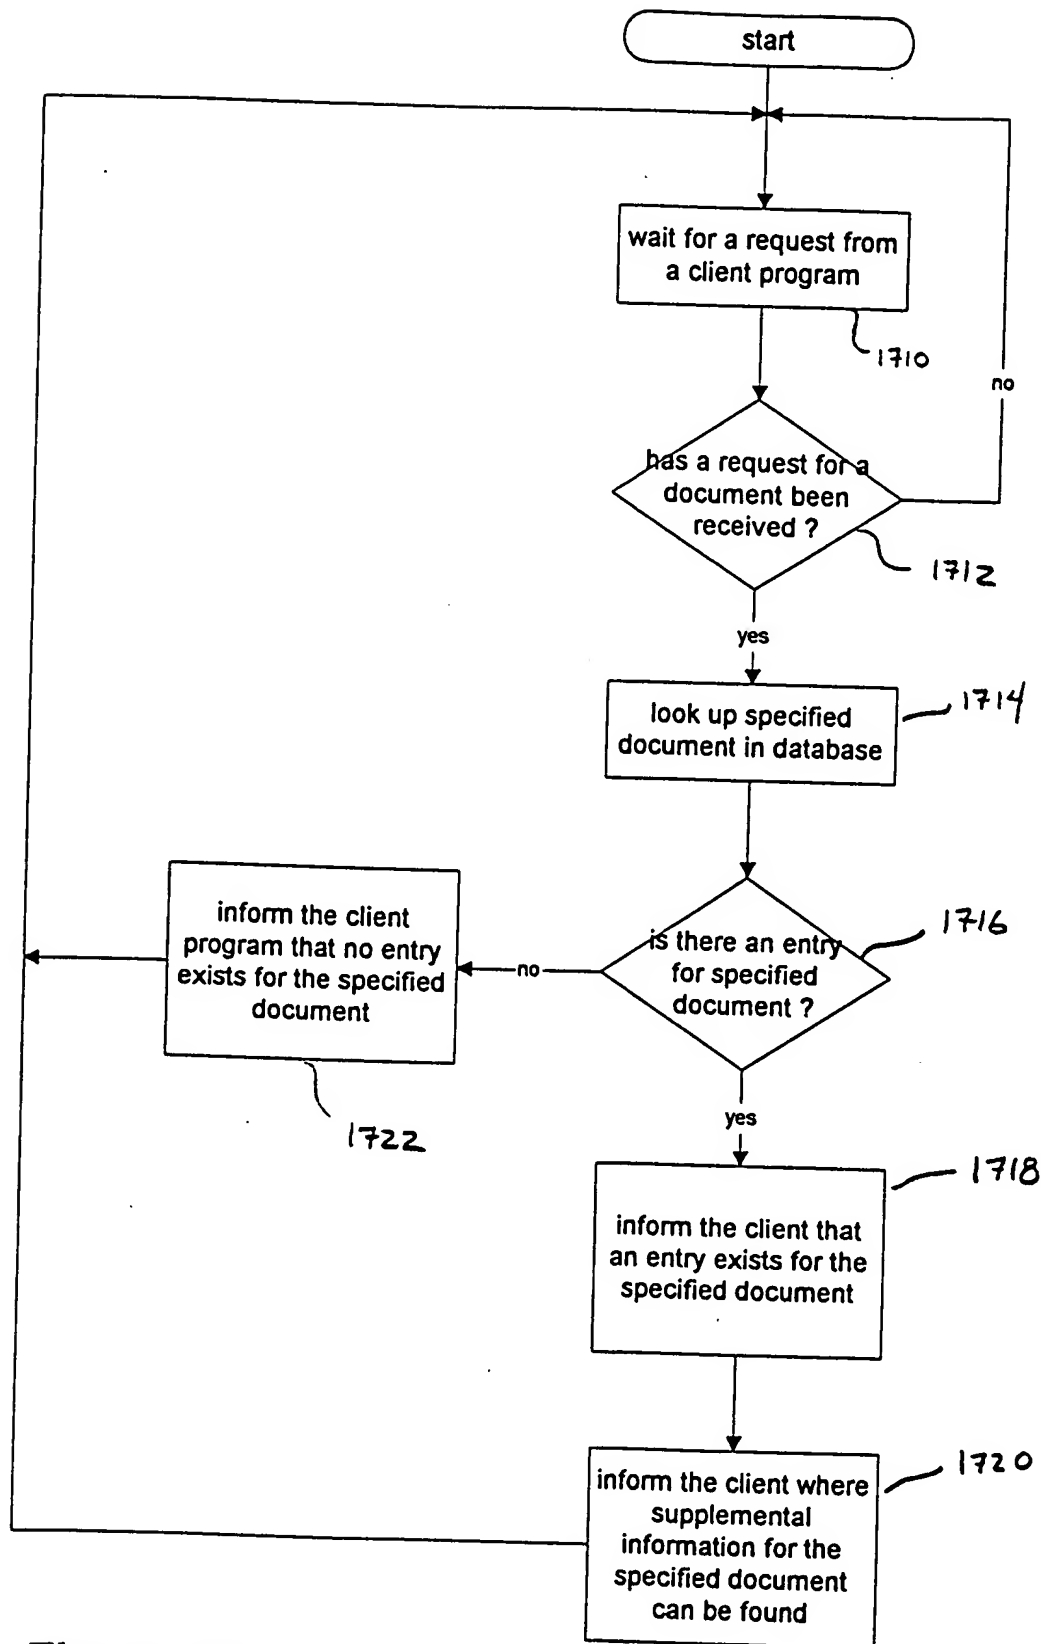 start
wait for a request from
a client program
1710
no
has a request for a
document been
received ?
1712
yes
look up specified
document in database
1714
is there an entry
for specified
document ?
1716
no
inform the client
program that no entry
exists for the specified
document
1722
yes
inform the client that
an entry exists for the
specified document
1718
inform the client where
supplemental
information for the
specified document
can be found
1720